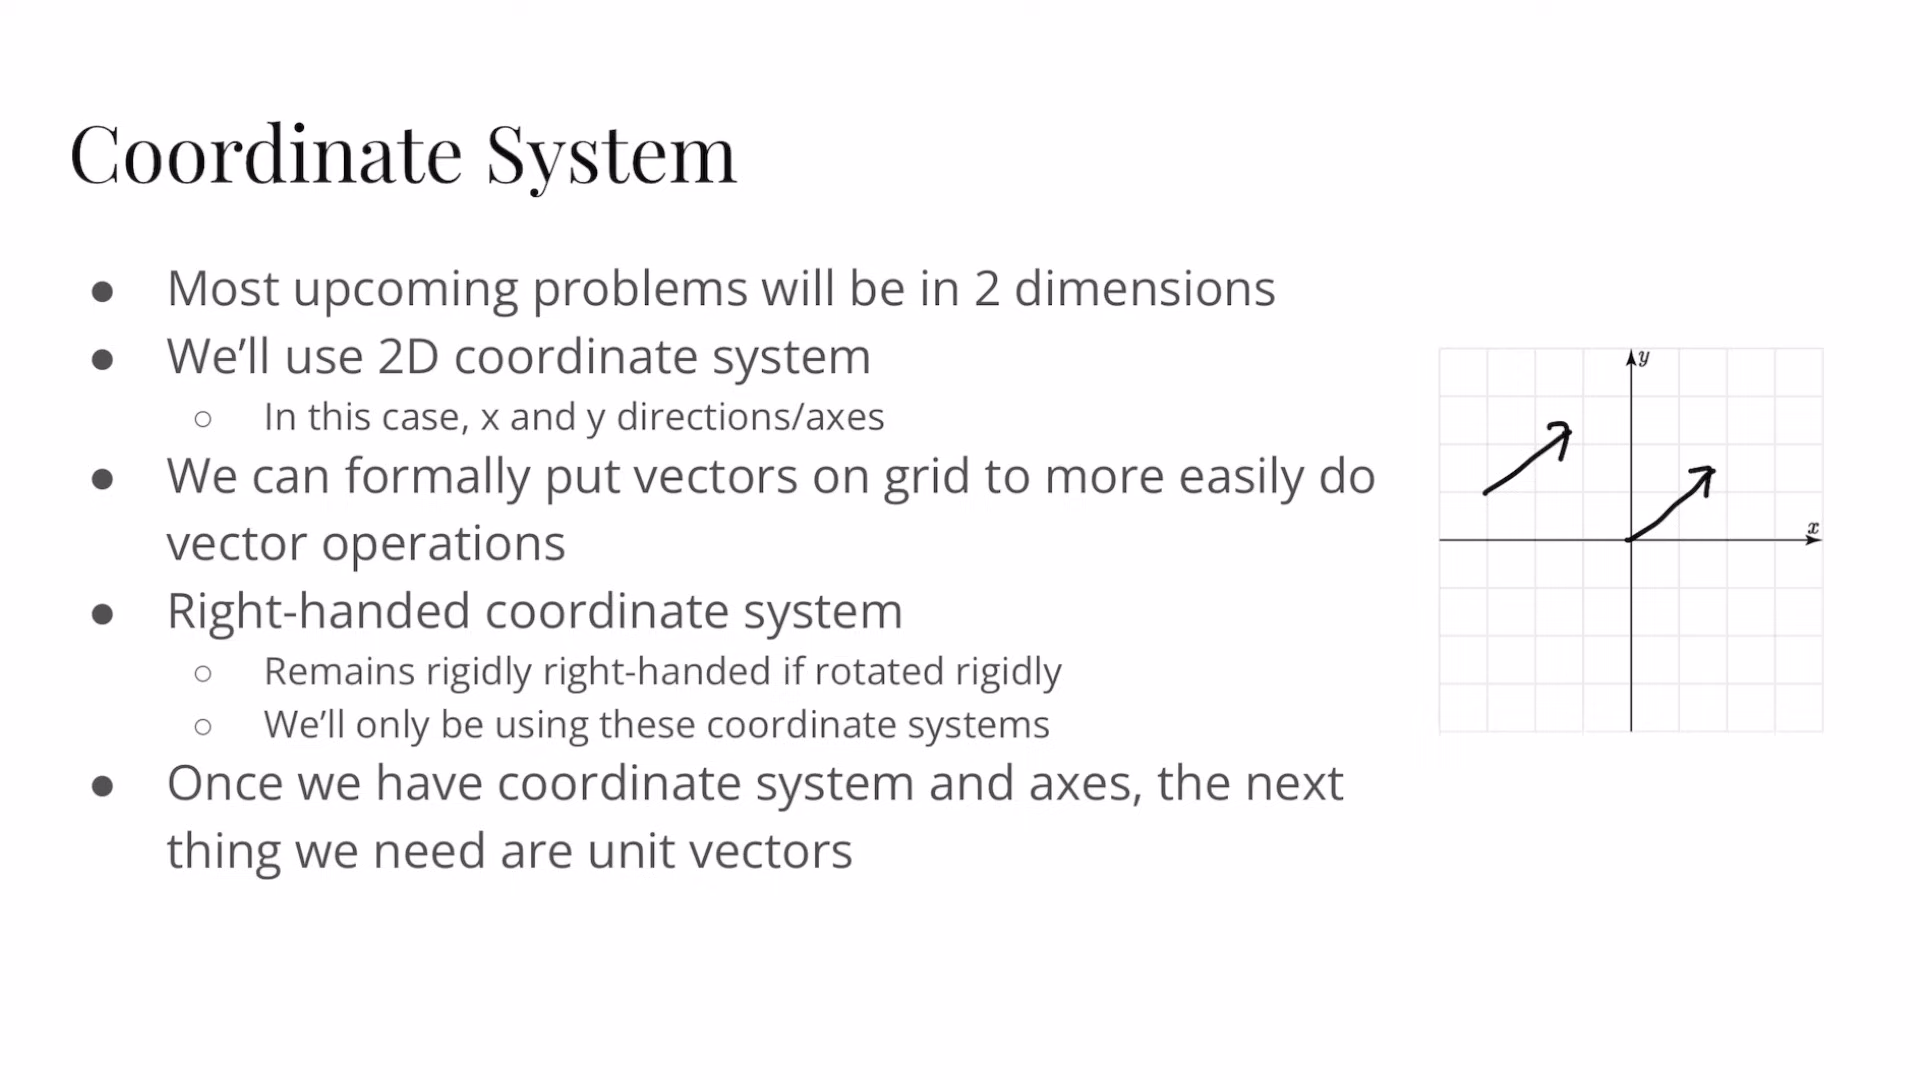 Coordinate System
● Most upcoming problems will be in 2 dimensions
● We’ll use 2D coordinate system
○ In this case, x and y directions/axes
● We can formally put vectors on grid to more easily do
vector operations
● Right-handed coordinate system
○ Remains rigidly right-handed if rotated rigidly
○ We’ll only be using these coordinate systems
● Once we have coordinate system and axes, the next
thing we need are unit vectors
y
x